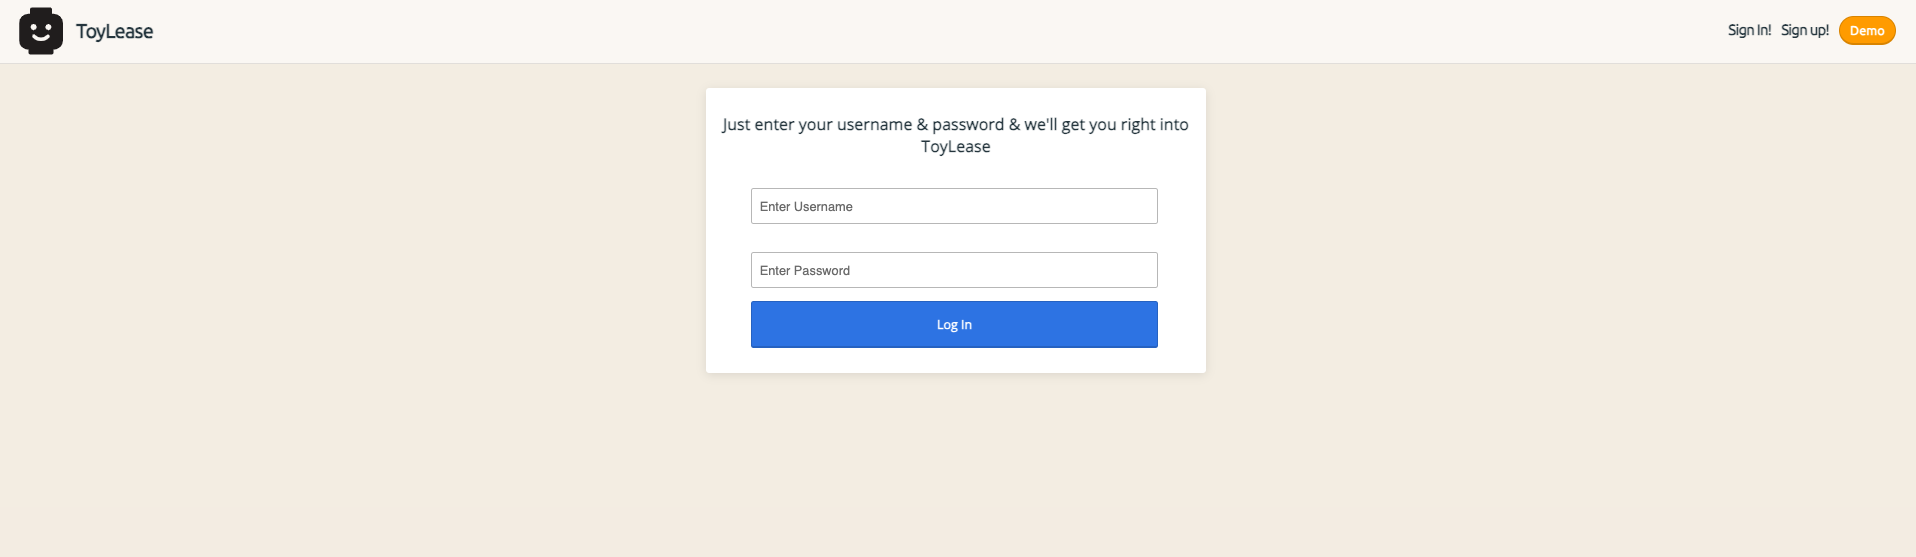 ToyLease
Sign In! Sign up! Demo
Just enter your username & password & we'll get you right into
ToyLease
Enter Username
Enter Password
Log In